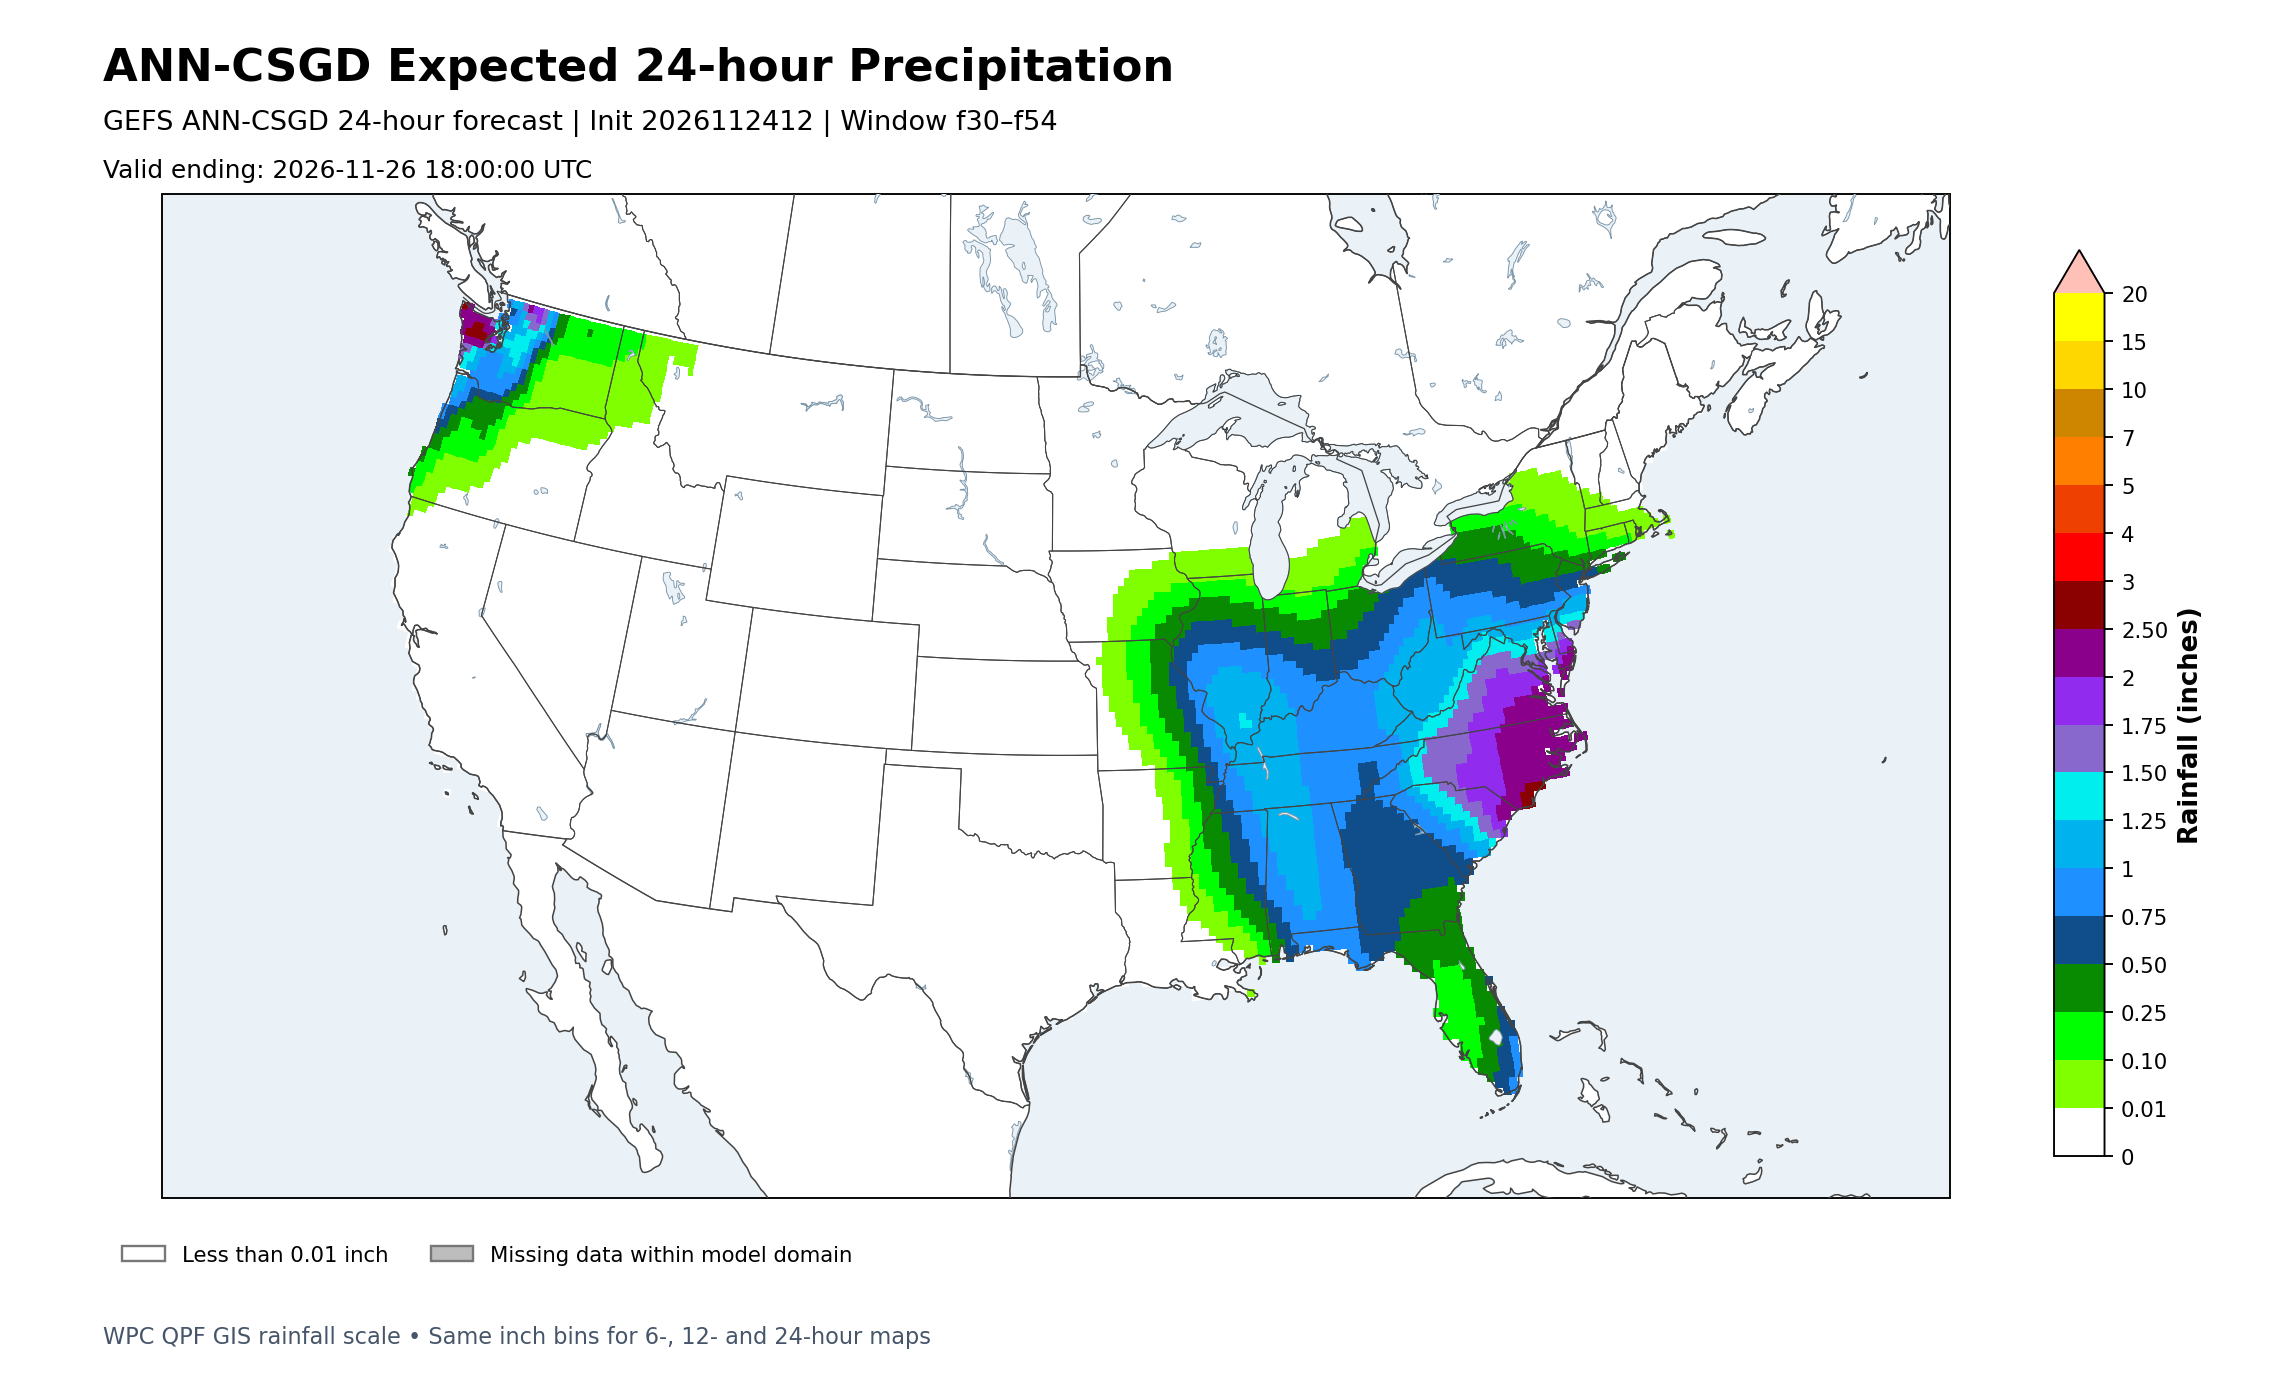 ANN-CSGD Expected 24-hour Precipitation
GEFS ANN-CSGD 24-hour forecast | Init 2026112412 | Window f30–f54
Valid ending: 2026-11-26 18:00:00 UTC
20
15
10
7
5
4
3
2.50
2
1.75
1.50
1.25
1
0.75
0.50
0.25
0.10
0.01
0
Rainfall (inches)
Less than 0.01 inch
Missing data within model domain
WPC QPF GIS rainfall scale • Same inch bins for 6-, 12- and 24-hour maps